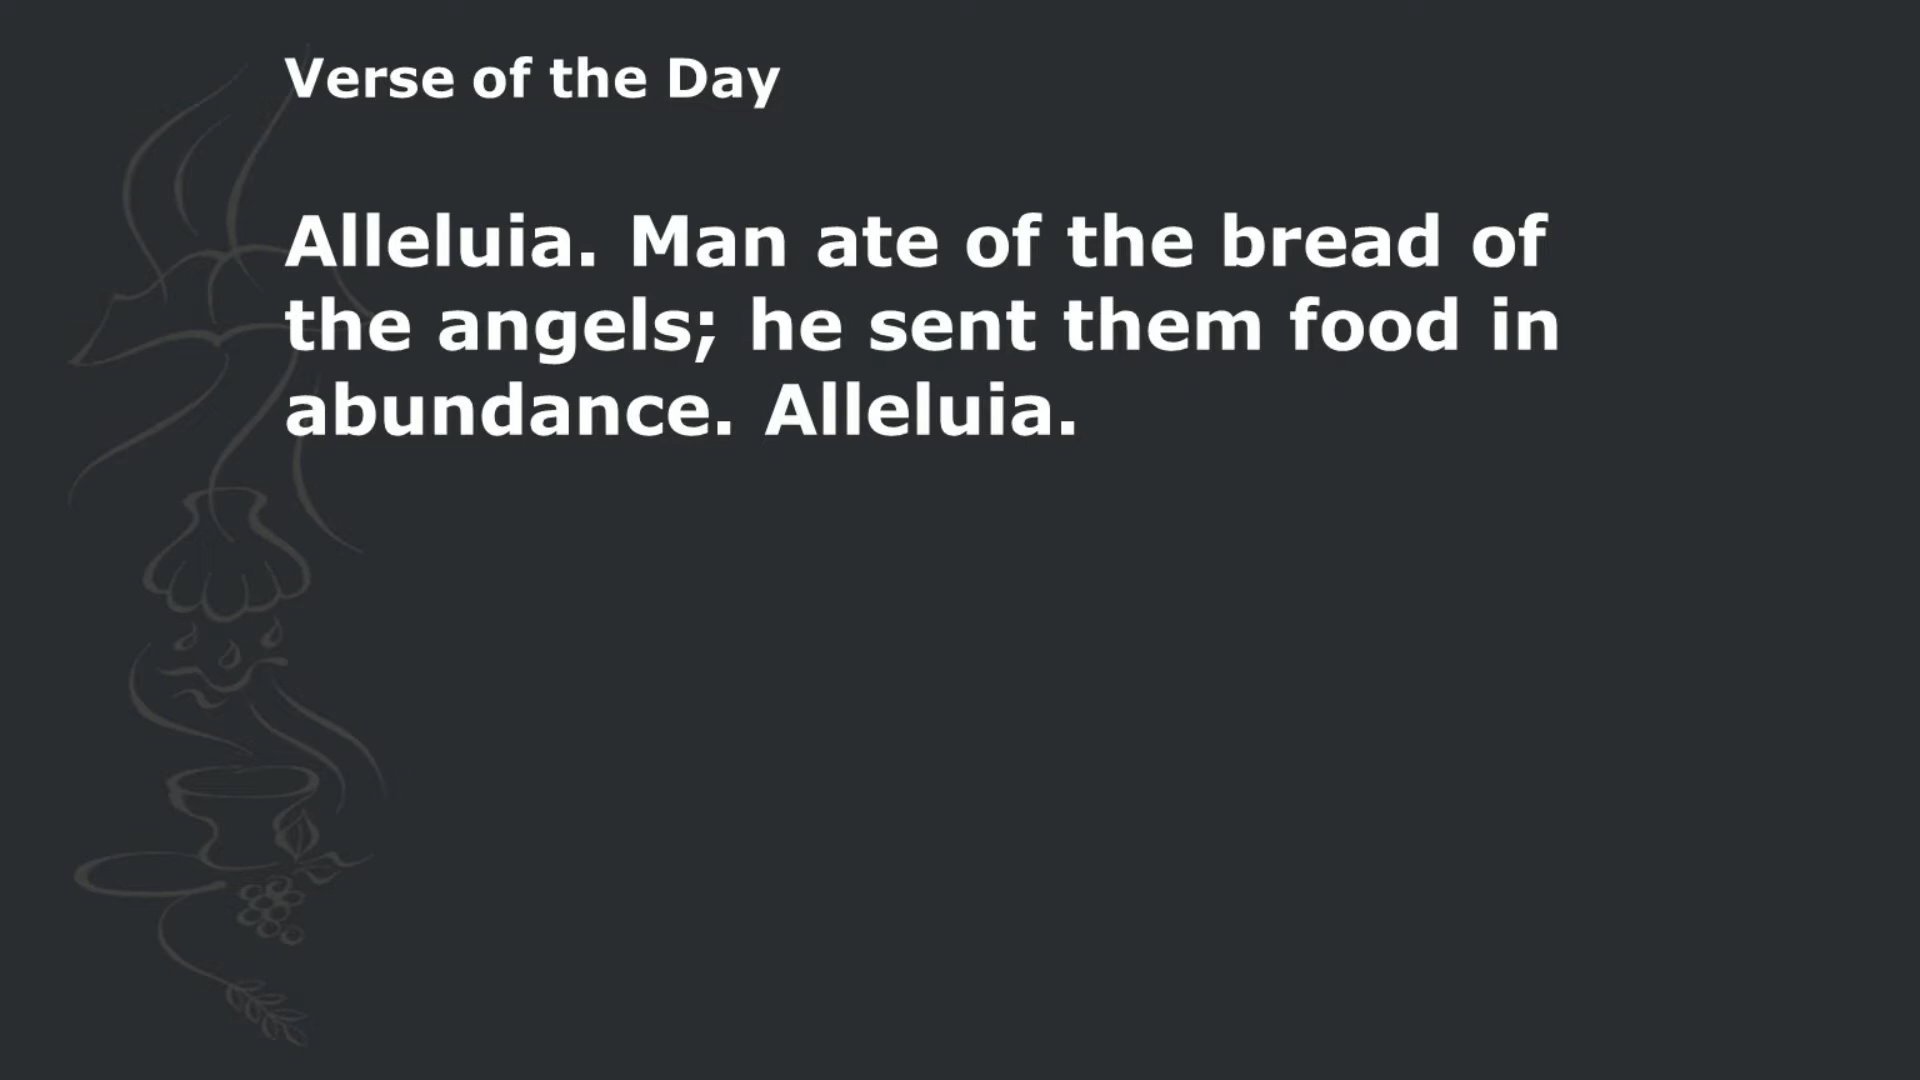 Verse of the Day
Alleluia. Man ate of the bread of
the angels; he sent them food in
abundance. Alleluia.